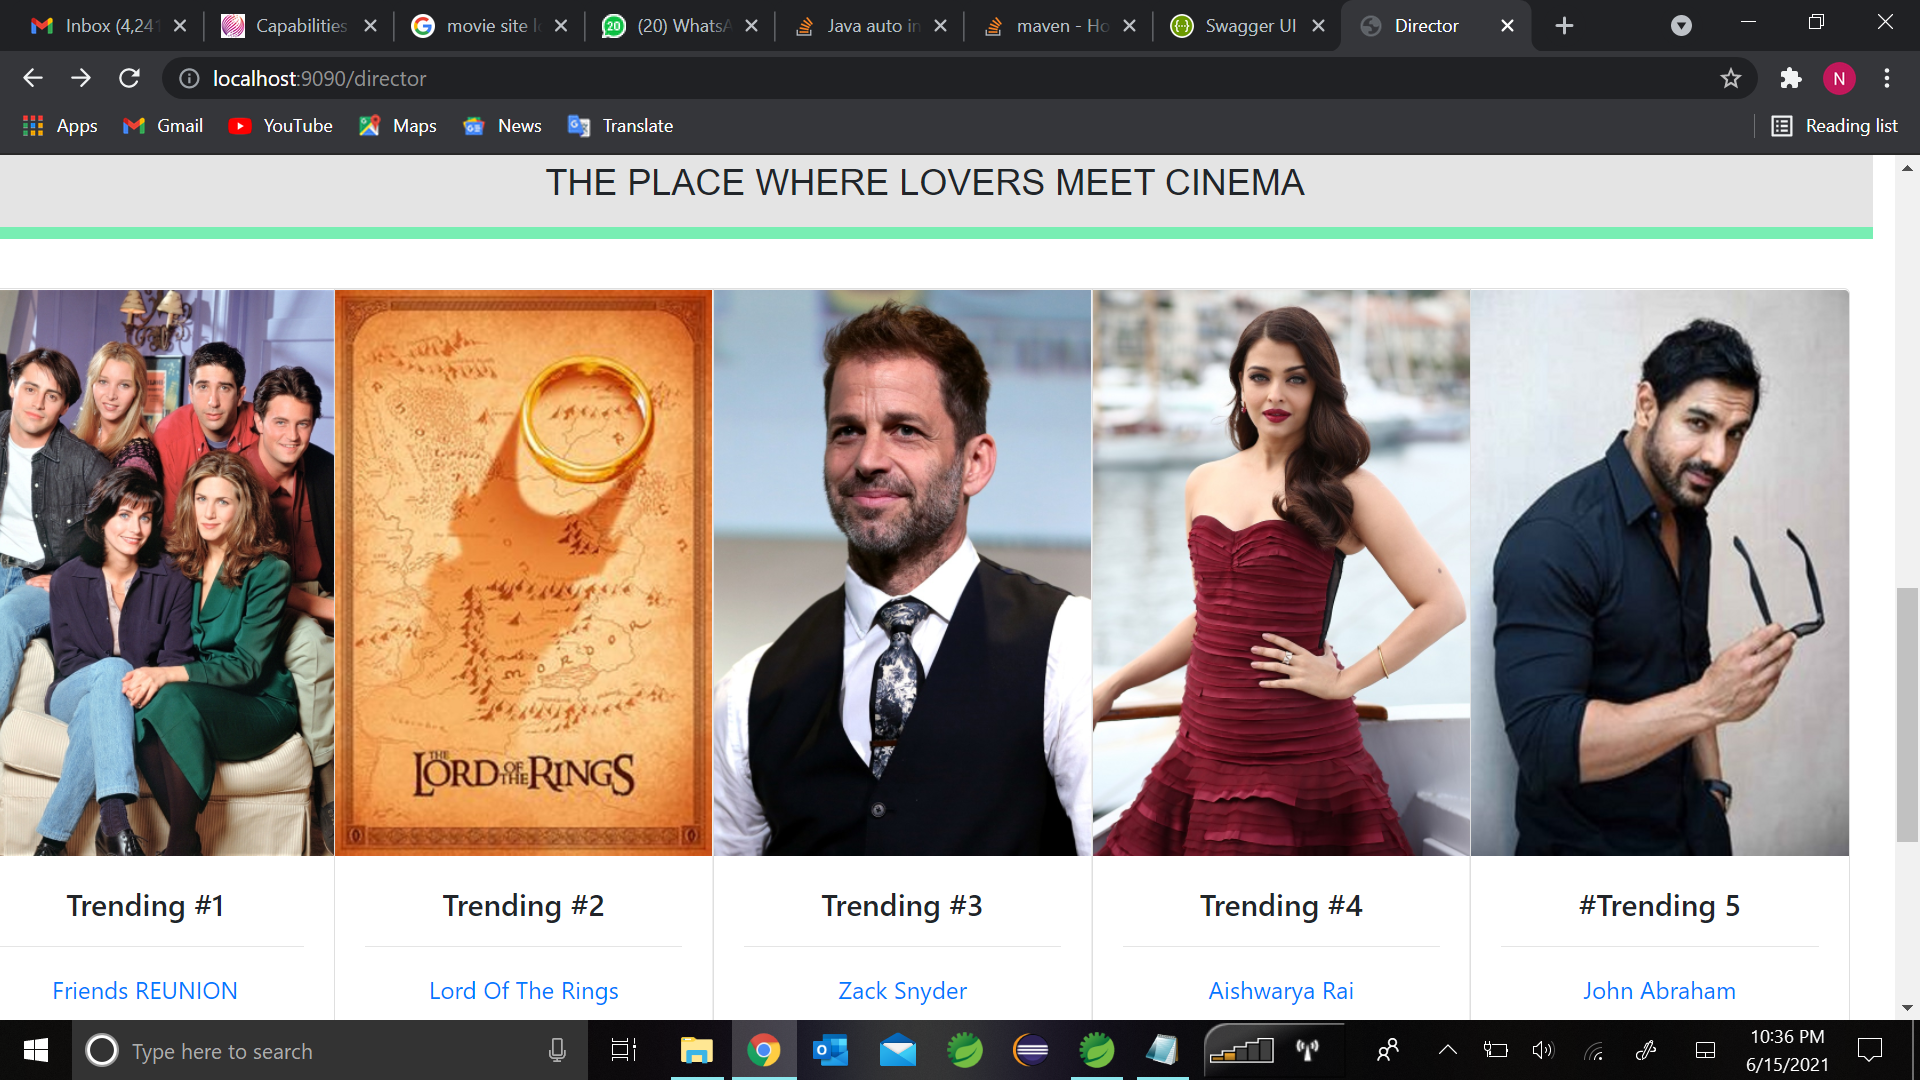 Inbox (4,241
Capabilities
movie site l
(20) WhatsA
Java auto in
maven - Ho
Swagger UI
Director
localhost:9090/director
N
Apps
Gmail
YouTube
Maps
News
Translate
Reading list
THE PLACE WHERE LOVERS MEET CINEMA
MORDOR
THE LORD OF THE RINGS
Trending #1
Trending #2
Trending #3
Trending #4
#Trending 5
Friends REUNION
Lord Of The Rings
Zack Snyder
Aishwarya Rai
John Abraham
Type here to search
10:36 PM
6/15/2021